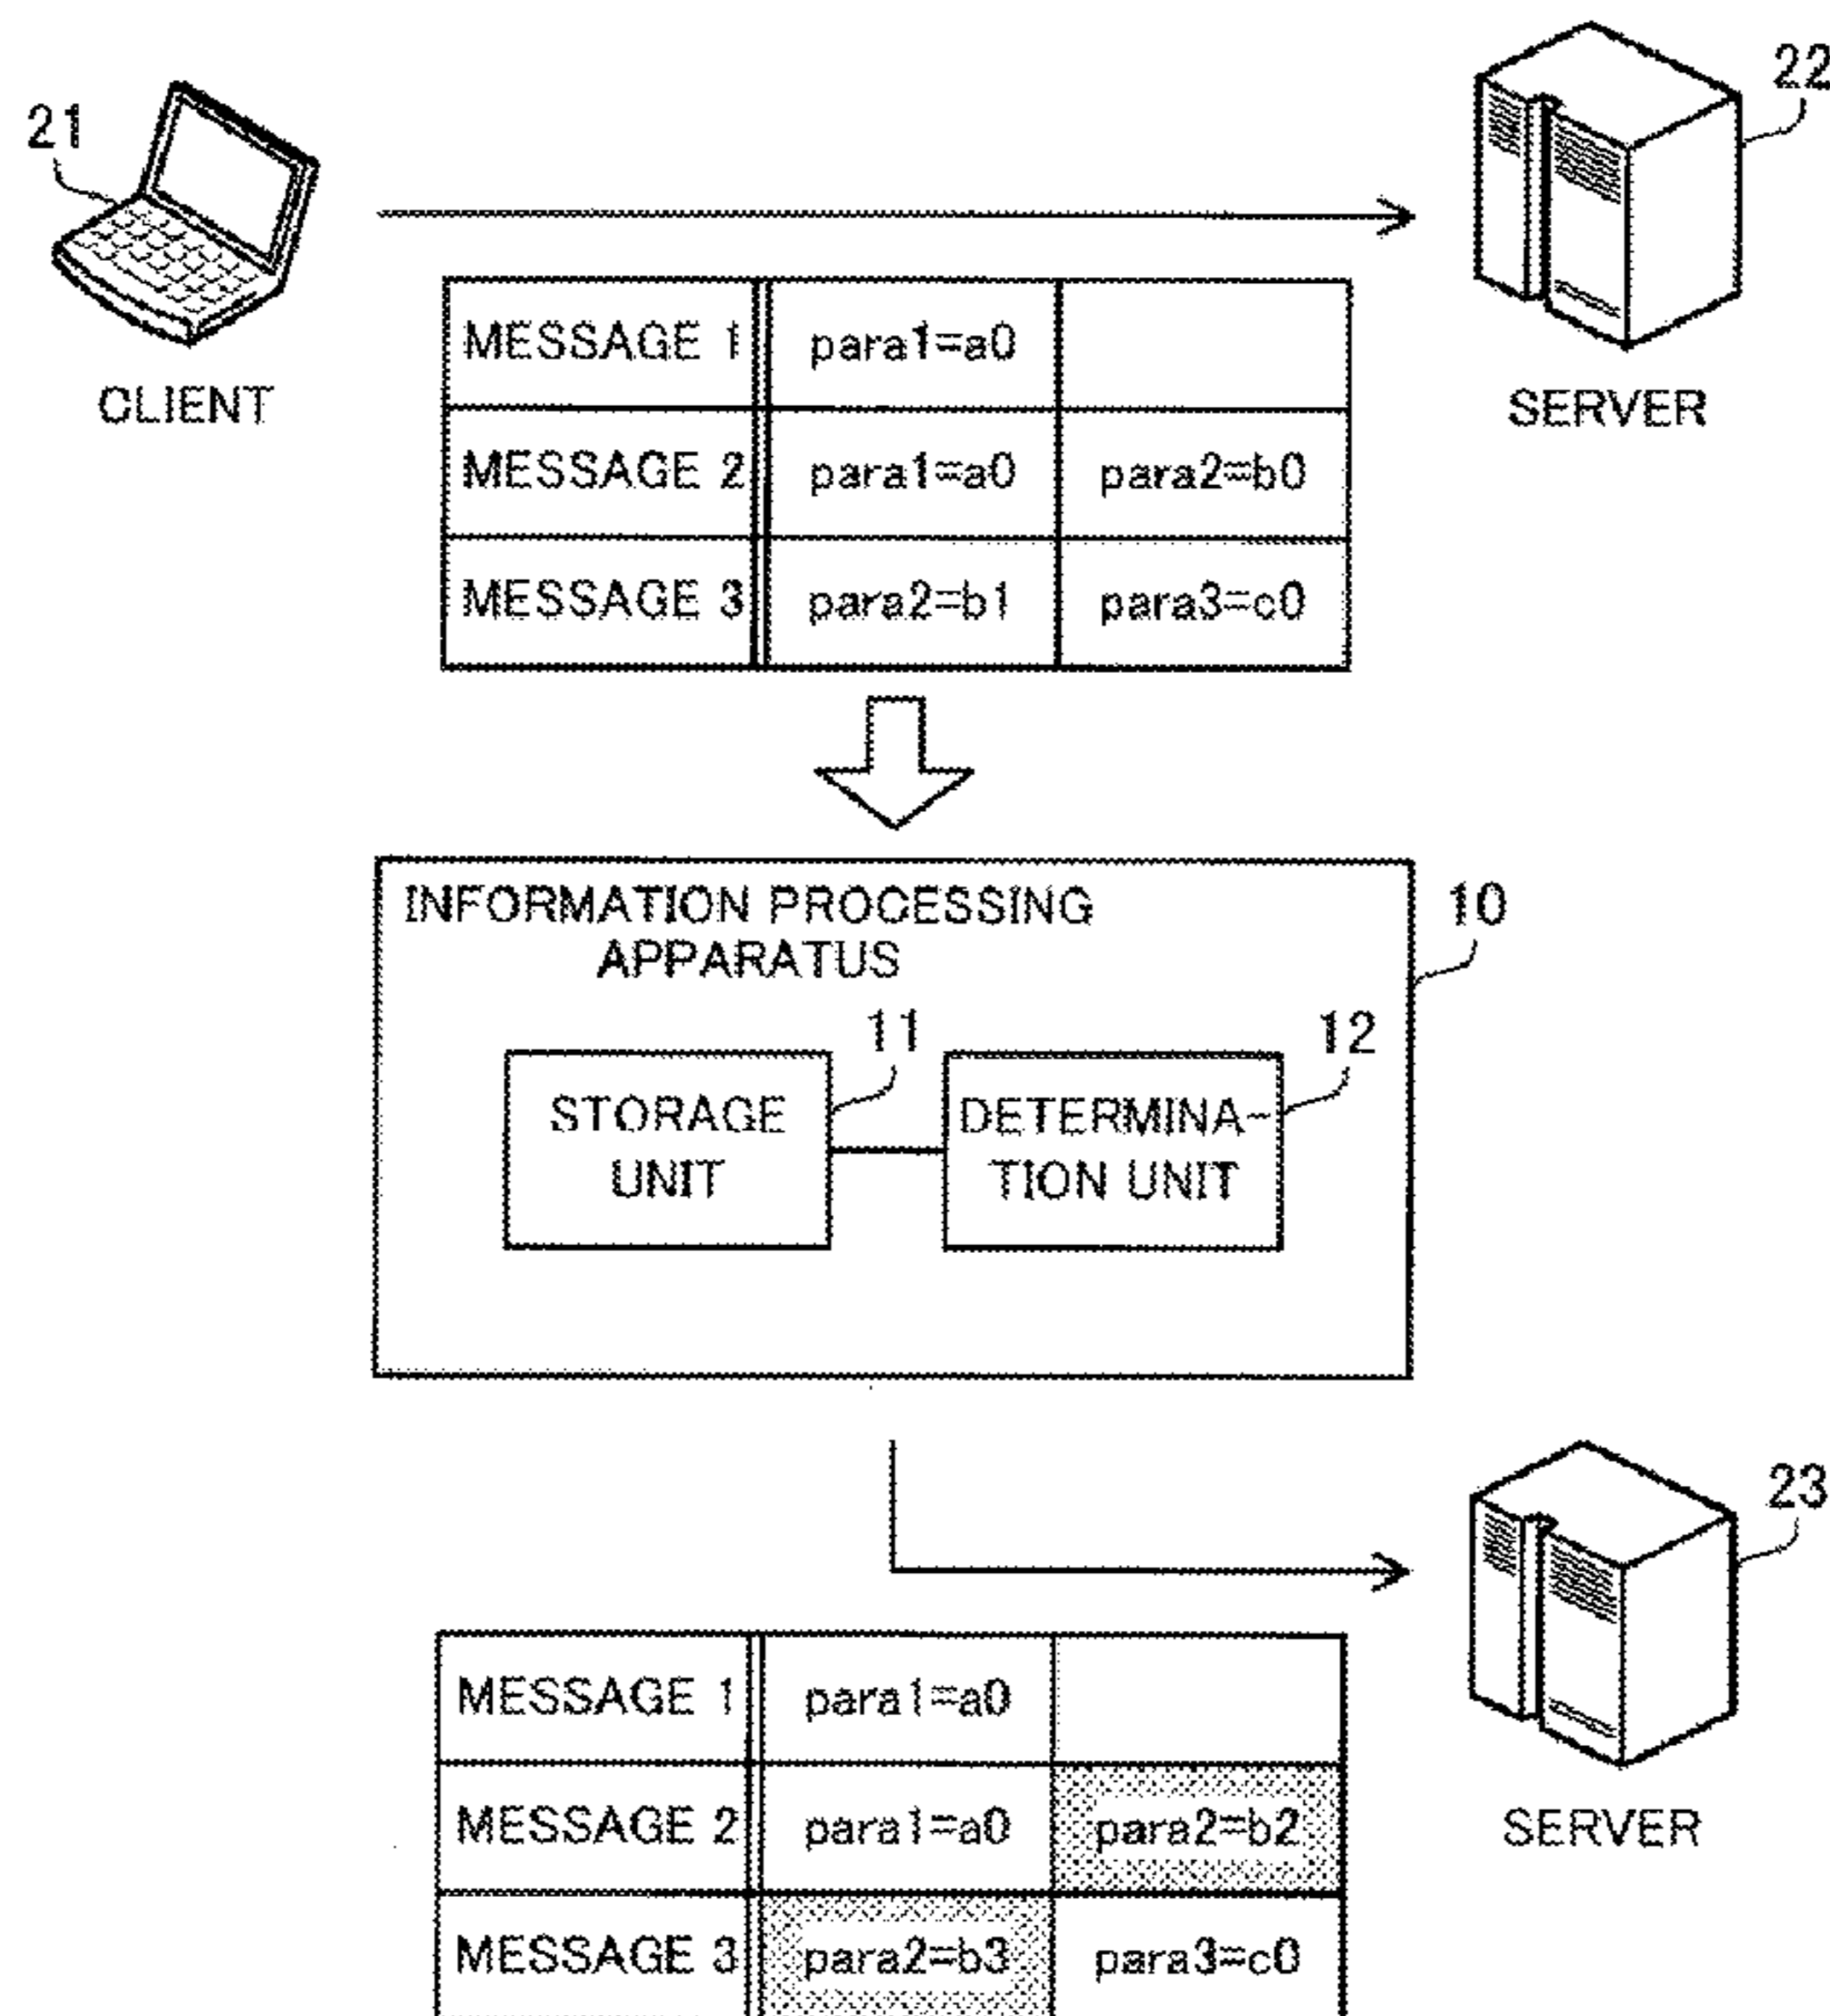 21
22
CLIENT
SERVER
MESSAGE 1 para1=a0
MESSAGE 2 para1=a0 para2=b0
MESSAGE 3 para2=b1 para3=c0
INFORMATION PROCESSING
APPARATUS
10
11
12
STORAGE
UNIT
DETERMINA-
TION UNIT
23
SERVER
MESSAGE 1 para1=a0
MESSAGE 2 para1=a0 para2=b2
MESSAGE 3 para2=b3 para3=c0